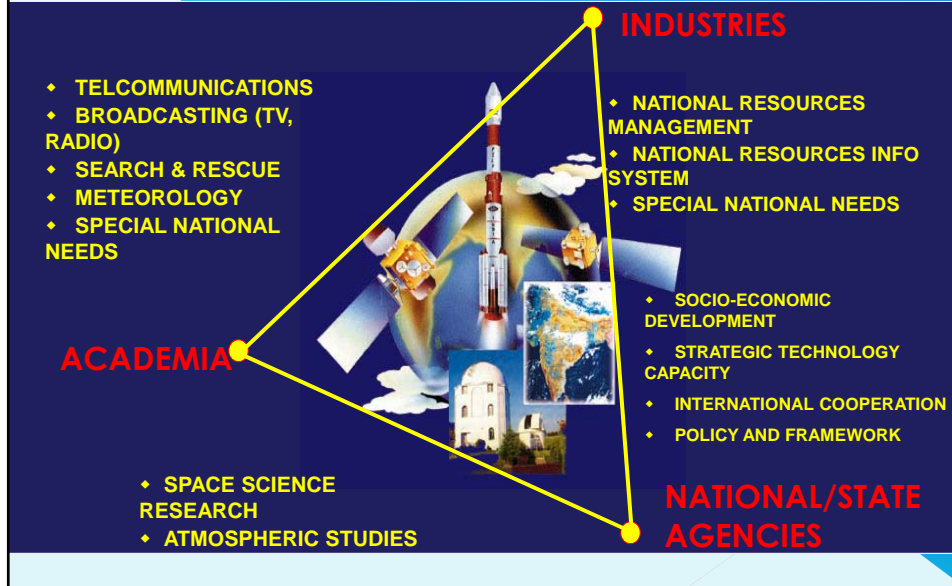 INDUSTRIES
◆ TELCOMMUNICATIONS
◆ BROADCASTING (TV,
RADIO)
◆ SEARCH & RESCUE
◆ METEOROLOGY
◆ SPECIAL NATIONAL
NEEDS
◆ NATIONAL RESOURCES
MANAGEMENT
◆ NATIONAL RESOURCES INFO
SYSTEM
◆ SPECIAL NATIONAL NEEDS
◆ SOCIO-ECONOMIC
DEVELOPMENT
◆ STRATEGIC TECHNOLOGY
CAPACITY
◆ INTERNATIONAL COOPERATION
◆ POLICY AND FRAMEWORK
ACADEMIA
◆ SPACE SCIENCE
RESEARCH
◆ ATMOSPHERIC STUDIES
NATIONAL/STATE
AGENCIES